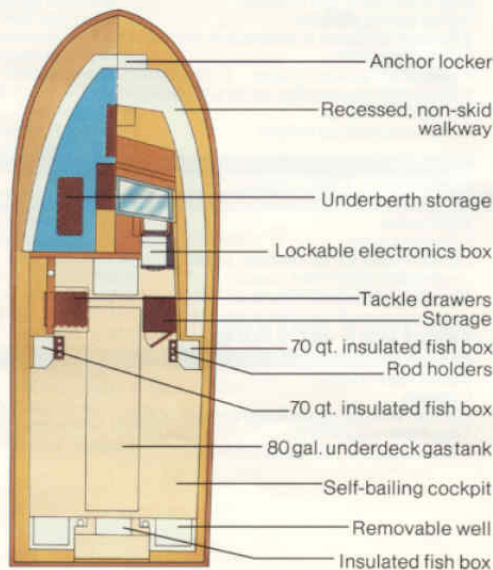 Anchor locker
Recessed, non-skid
walkway
Underberth storage
Lockable electronics box
Tackle drawers
Storage
70 qt. insulated fish box
Rod holders
70 qt. insulated fish box
80 gal. underdeck gas tank
Self-bailing cockpit
Removable well
Insulated fish box